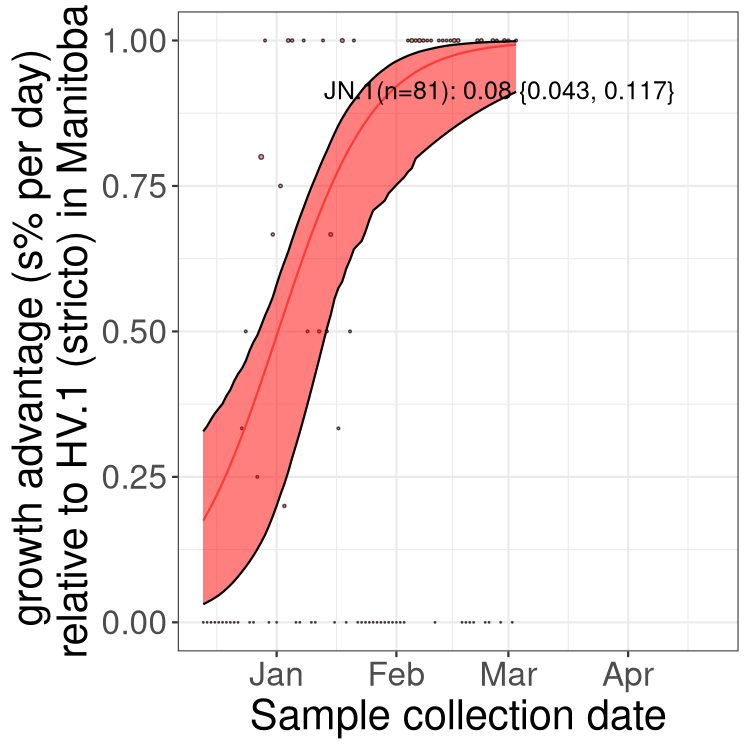 growth advantage (s% per day)
relative to HV.1 (stricto) in Manitoba
1.00
0.75
0.50
0.25
0.00
JN.1(n=81): 0.08 {0.043, 0.117}
Jan Feb Mar Apr
Sample collection date